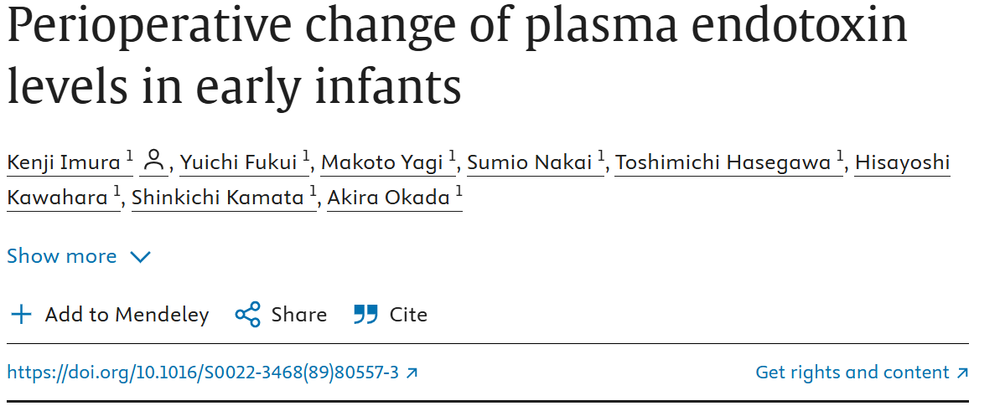 Perioperative change of plasma endotoxin
levels in early infants
Kenji Imura 1 , Yuichi Fukui 1, Makoto Yagi 1, Sumio Nakai 1, Toshimichi Hasegawa 1, Hisayoshi
Kawahara 1, Shinkichi Kamata 1, Akira Okada 1
Show more
Add to Mendeley Share Cite
https://doi.org/10.1016/S0022-3468(89)80557-3 Get rights and content